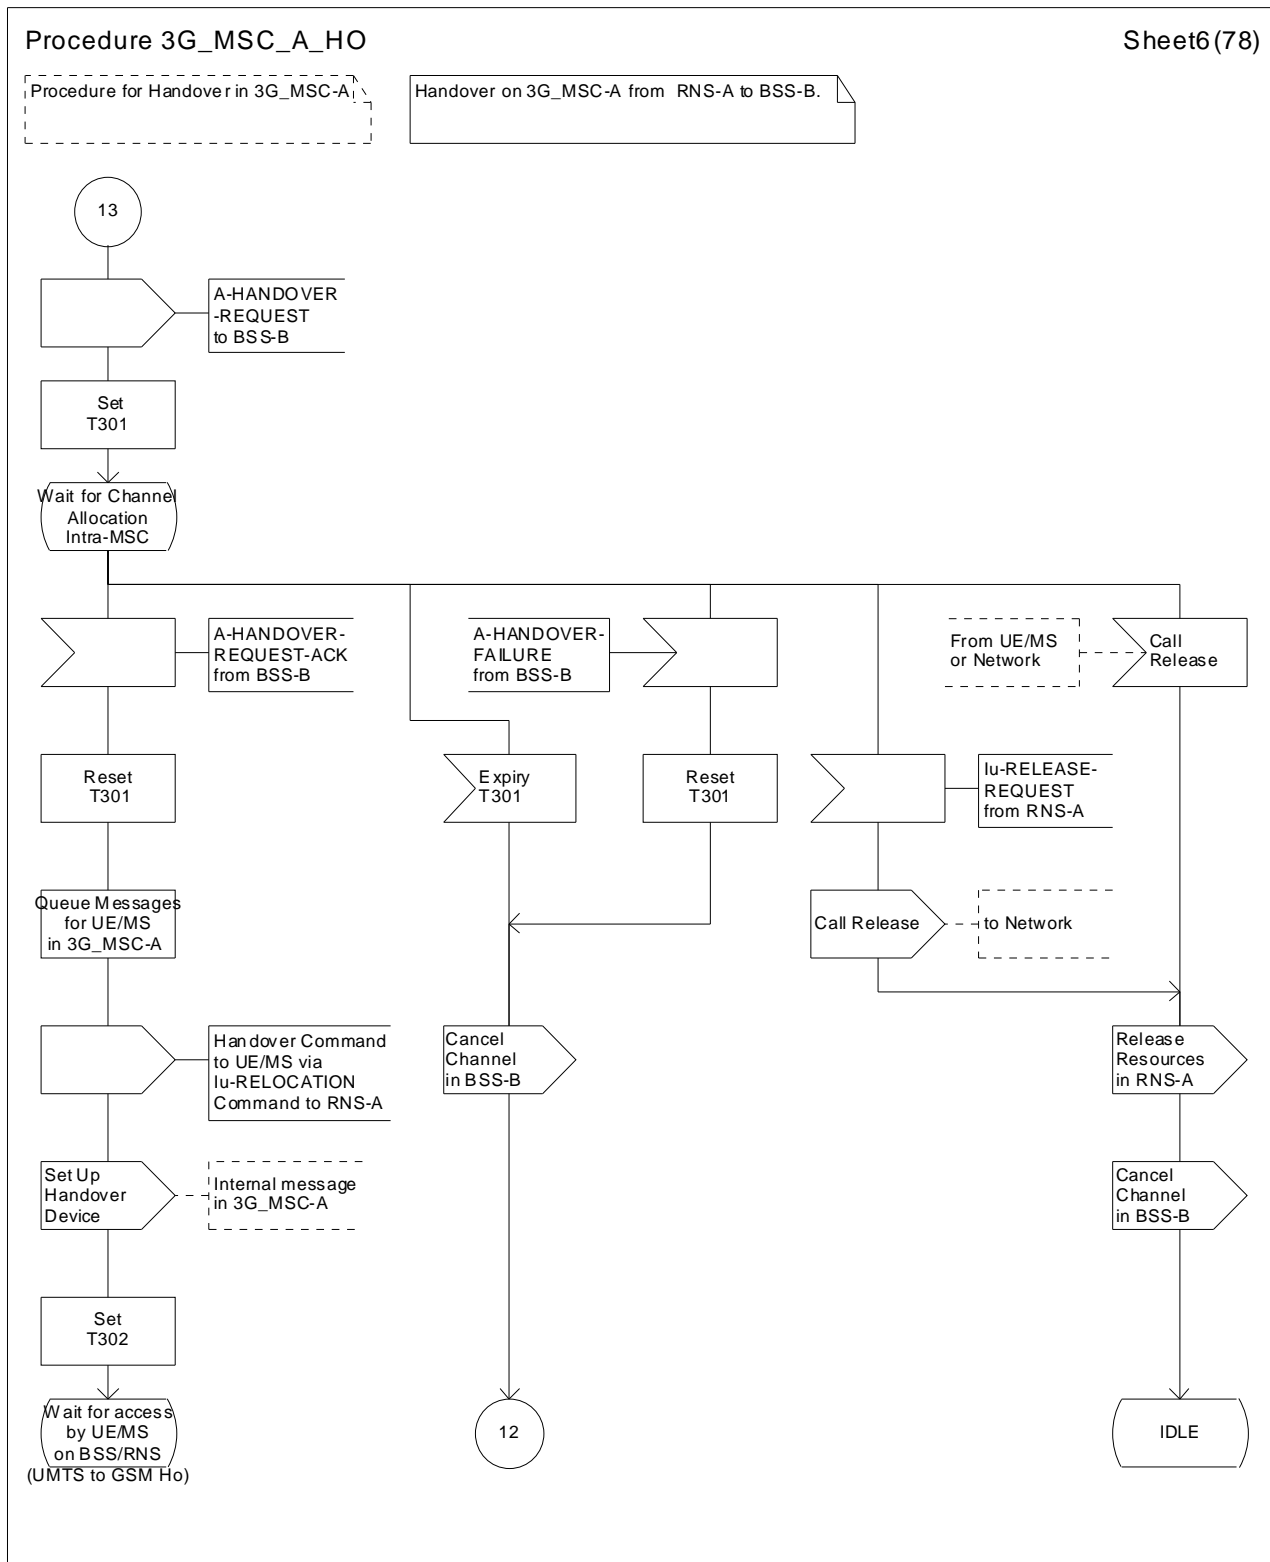 Procedure 3G_MSC_A_HO
Sheet6(78)
Procedure for Handover in 3G_MSC-A
Handover on 3G_MSC-A from RNS-A to BSS-B.
13
A-HANDOVER
-REQUEST
to BSS-B
Set
T301
Wait for Channel
Allocation
Intra-MSC
A-HANDOVER-
REQUEST-ACK
from BSS-B
A-HANDOVER-
FAILURE
from BSS-B
From UE/MS
or Network
Call
Release
Reset
T301
Expiry
T301
Reset
T301
Iu-RELEASE-
REQUEST
from RNS-A
Queue Messages
for UE/MS
in 3G_MSC-A
Call Release
to Network
Handover Command
to UE/MS via
Iu-RELOCATION
Command to RNS-A
Cancel
Channel
in BSS-B
Release
Resources
in RNS-A
Set Up
Handover
Device
Internal message
in 3G_MSC-A
Cancel
Channel
in BSS-B
Set
T302
Wait for access
by UE/MS
on BSS/RNS
(UMTS to GSM Ho)
12
IDLE